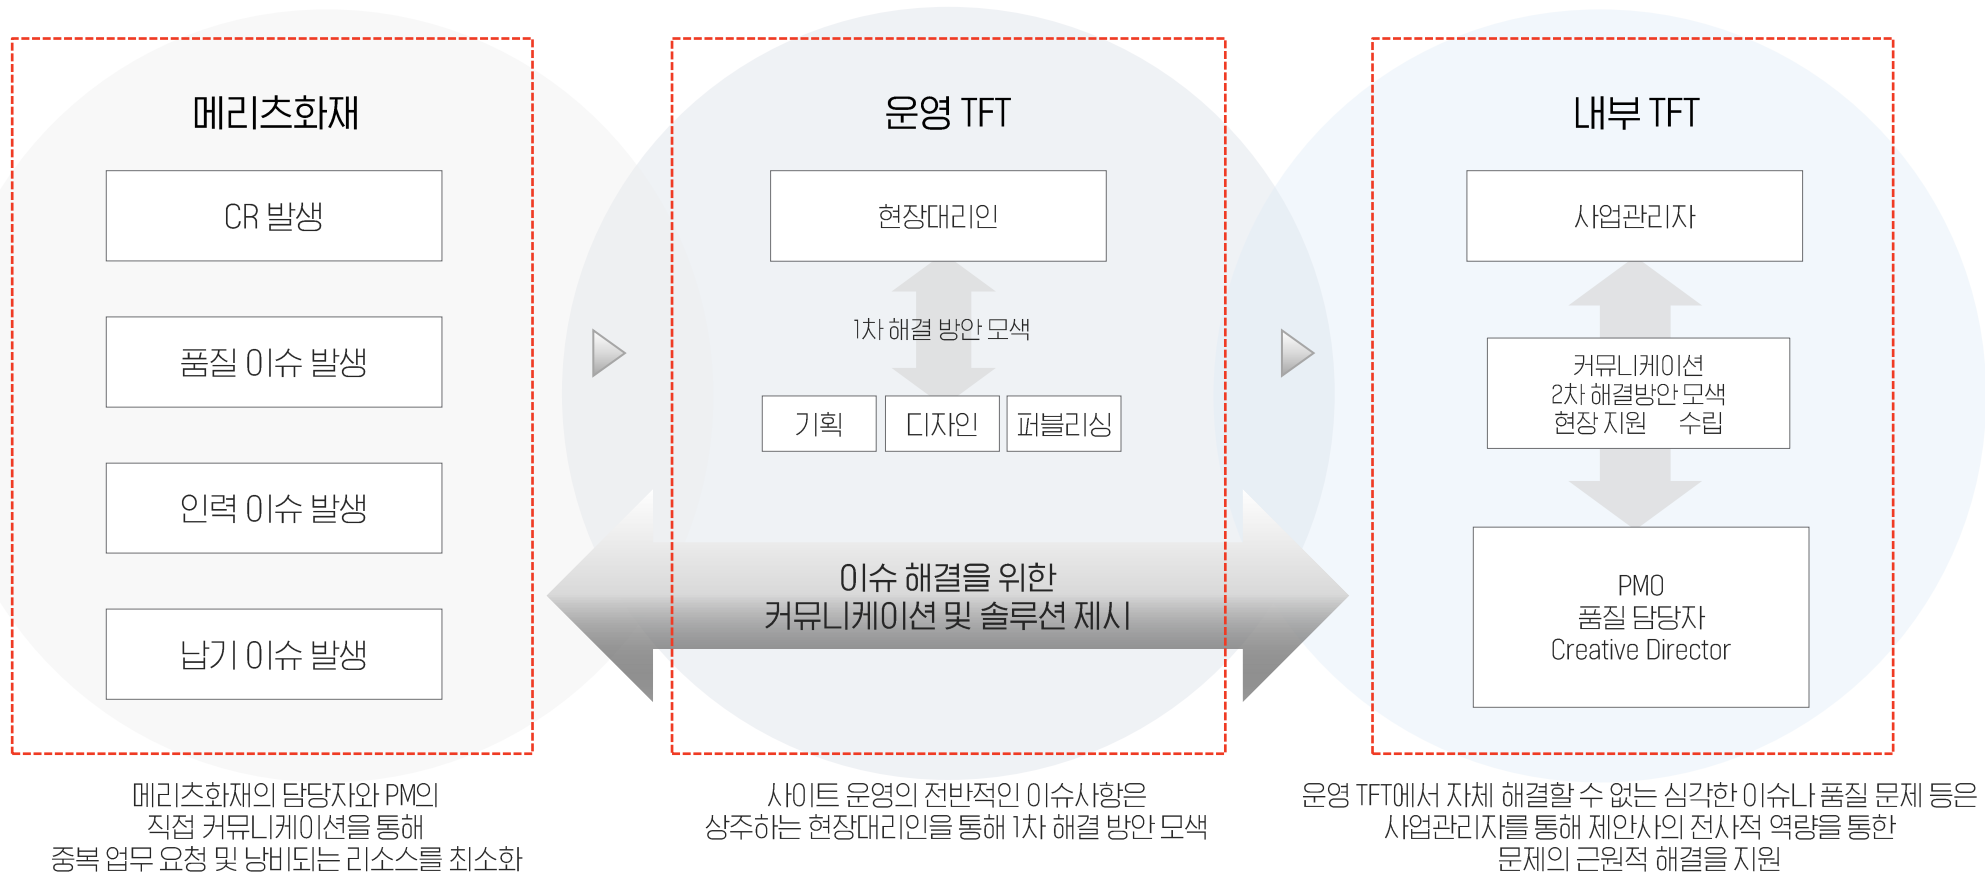 메리츠화재
CR 발생
품질 이슈 발생
인력 이슈 발생
납기 이슈 발생
메리츠화재의 담당자와 PM의
직접 커뮤니케이션을 통해
중복 업무 요청 및 낭비되는 리소스를 최소화
운영 TFT
현장대리인
1차 해결 방안 모색
기획
디자인
퍼블리싱
이슈 해결을 위한
커뮤니케이션 및 솔루션 제시
사이트 운영의 전반적인 이슈사항은
상주하는 현장대리인을 통해 1차 해결 방안 모색
내부 TFT
사업관리자
커뮤니케이션
2차 해결방안 모색
현장 지원 수립
PMO
품질 담당자
Creative Director
운영 TFT에서 자체 해결할 수 없는 심각한 이슈나 품질 문제 등은
사업관리자를 통해 제안사의 전사적 역량을 통한
문제의 근원적 해결을 지원